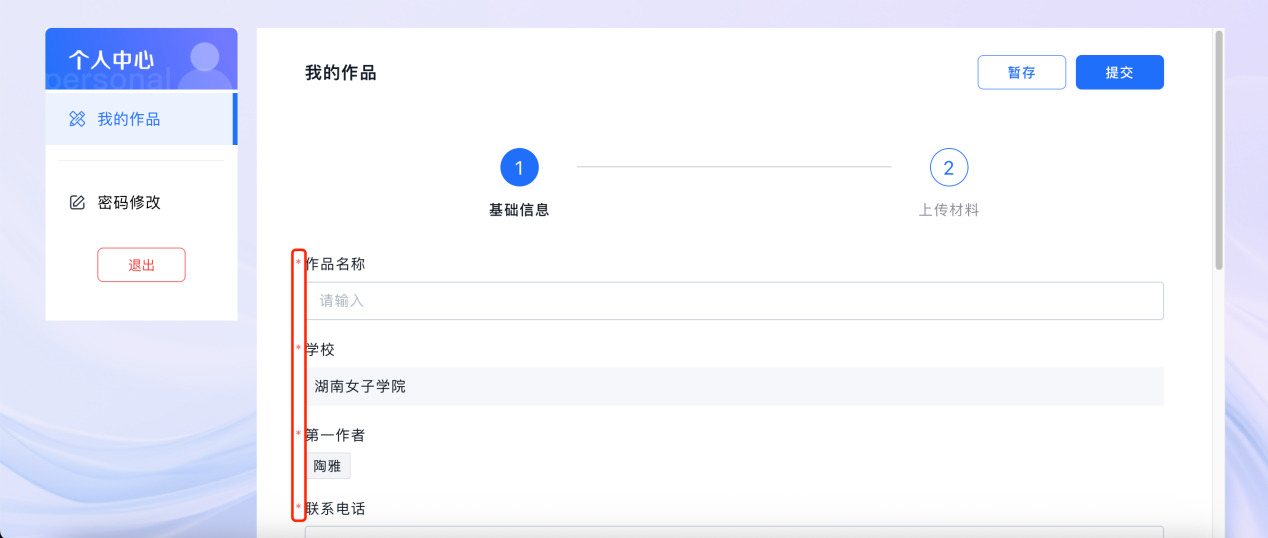 个人中心
personal
我的作品
密码修改
退出
我的作品
暂存
提交
1
2
基础信息
上传材料
* 作品名称
请输入
* 学校
湖南女子学院
* 第一作者
陶雅
* 联系电话